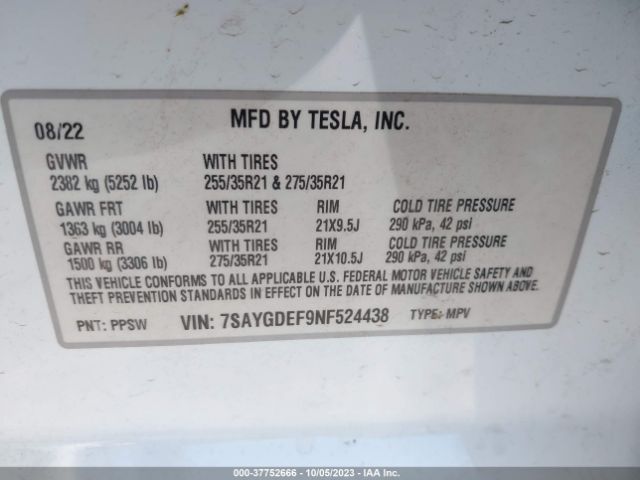 08/22 MFD BY TESLA, INC.
GVWR WITH TIRES
2382 kg (5252 lb) 255/35R21 & 275/35R21
GAWR FRT WITH TIRES RIM COLD TIRE PRESSURE
1363 kg (3004 lb) 255/35R21 21X9.5J 290 kPa, 42 psi
GAWR RR WITH TIRES RIM COLD TIRE PRESSURE
1500 kg (3306 lb) 275/35R21 21X10.5J 290 kPa, 42 psi
THIS VEHICLE CONFORMS TO ALL APPLICABLE U.S. FEDERAL MOTOR VEHICLE SAFETY AND
THEFT PREVENTION STANDARDS IN EFFECT ON THE DATE OF MANUFACTURE SHOWN ABOVE.
PNT: PPSW VIN: 7SAYGDEF9NF524438 TYPE: MPV
000-37752666 - 10/05/2023 - IAA Inc.